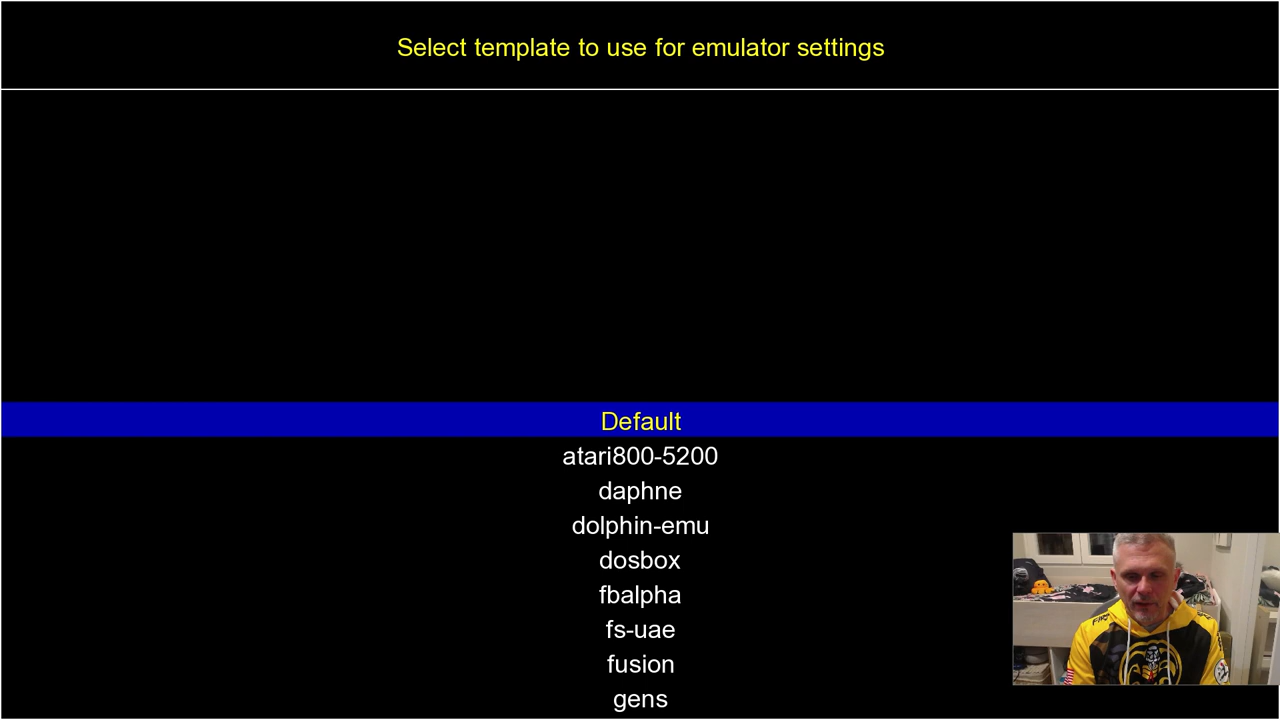 Select template to use for emulator settings
Default
atari800-5200
daphne
dolphin-emu
dosbox
fbalpha
fs-uae
fusion
gens